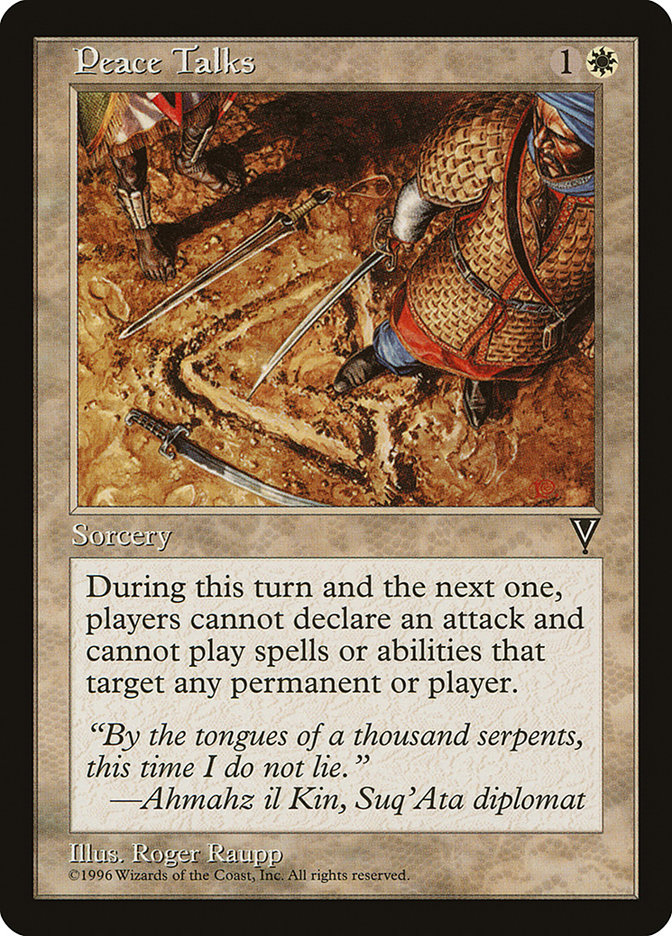 Peace Talks 1
Sorcery V
During this turn and the next one,
players cannot declare an attack and
cannot play spells or abilities that
target any permanent or player.
“By the tongues of a thousand serpents,
this time I do not lie.”
—Ahmahz il Kin, Suq’Ata diplomat
Illus. Roger Raupp
©1996 Wizards of the Coast, Inc. All rights reserved.